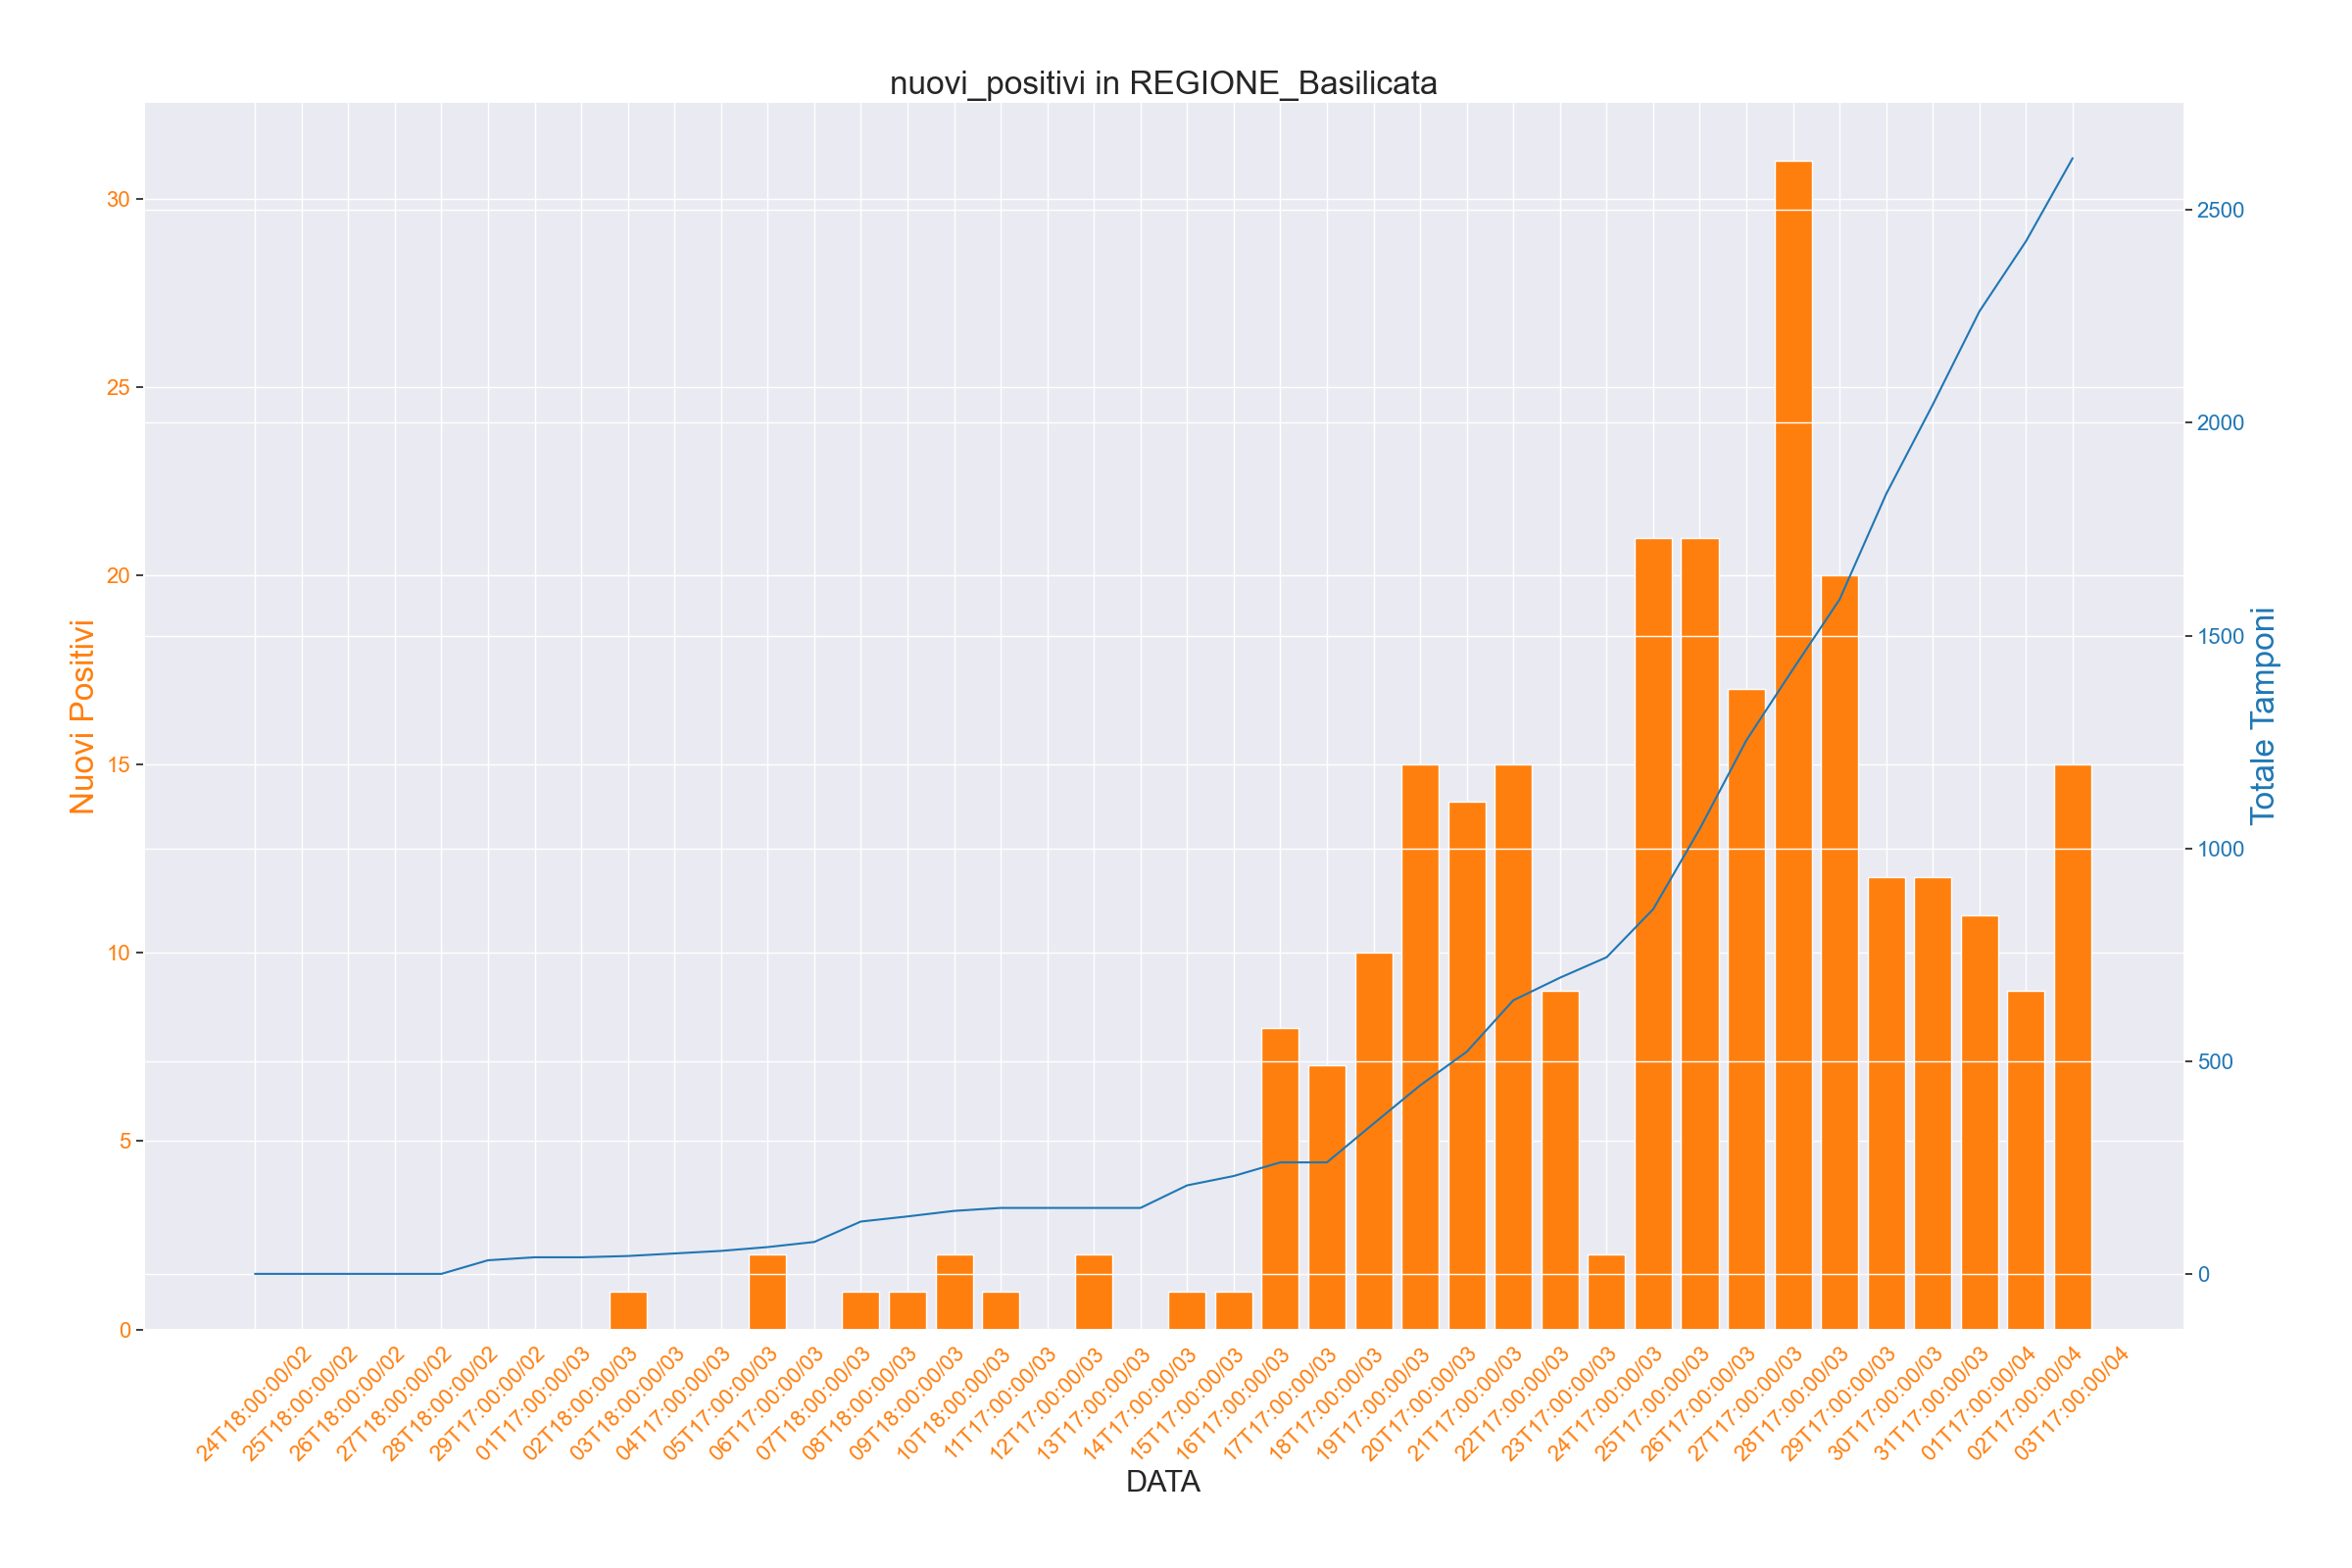 nuovi_positivi in REGIONE_Basilicata
30
25
20
15
10
5
0
Nuovi Positivi
2500
2000
1500
1000
500
0
Totale Tamponi
24T18:00:00/02
25T18:00:00/02
26T18:00:00/02
27T18:00:00/02
28T18:00:00/02
29T17:00:00/02
01T17:00:00/03
02T18:00:00/03
03T18:00:00/03
04T17:00:00/03
05T17:00:00/03
06T17:00:00/03
07T18:00:00/03
08T18:00:00/03
09T18:00:00/03
10T18:00:00/03
11T17:00:00/03
12T17:00:00/03
13T17:00:00/03
14T17:00:00/03
15T17:00:00/03
16T17:00:00/03
17T17:00:00/03
18T17:00:00/03
19T17:00:00/03
20T17:00:00/03
21T17:00:00/03
22T17:00:00/03
23T17:00:00/03
24T17:00:00/03
25T17:00:00/03
26T17:00:00/03
27T17:00:00/03
28T17:00:00/03
29T17:00:00/03
30T17:00:00/03
31T17:00:00/03
01T17:00:00/04
02T17:00:00/04
03T17:00:00/04
DATA